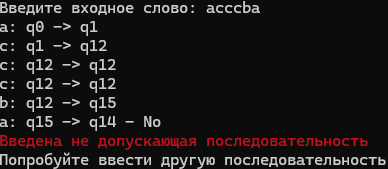 Введите входное слово: acccba
a: q0 -> q1
c: q1 -> q12
c: q12 -> q12
c: q12 -> q12
b: q12 -> q15
a: q15 -> q14 - No
Введена не допускающая последовательность
Попробуйте ввести другую последовательность